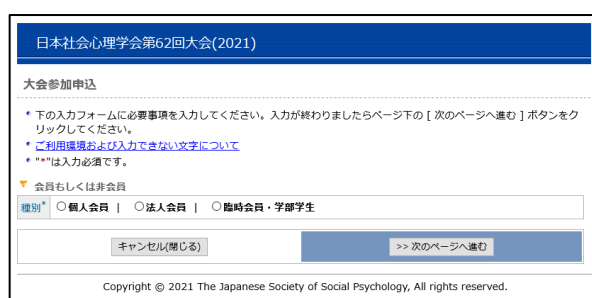 日本社会心理学会第62回大会(2021)
大会参加申込
下の入力フォームに必要事項を入力してください。入力が終わりましたらページ下の [ 次のページへ進む ] ボタンをク
リックしてください。
ご利用環境および入力できない文字について
"*"は入力必須です。
会員もしくは非会員
種別* ○個人会員 | ○法人会員 | ○臨時会員・学部学生
キャンセル(閉じる) >> 次のページへ進む
Copyright © 2021 The Japanese Society of Social Psychology, All rights reserved.